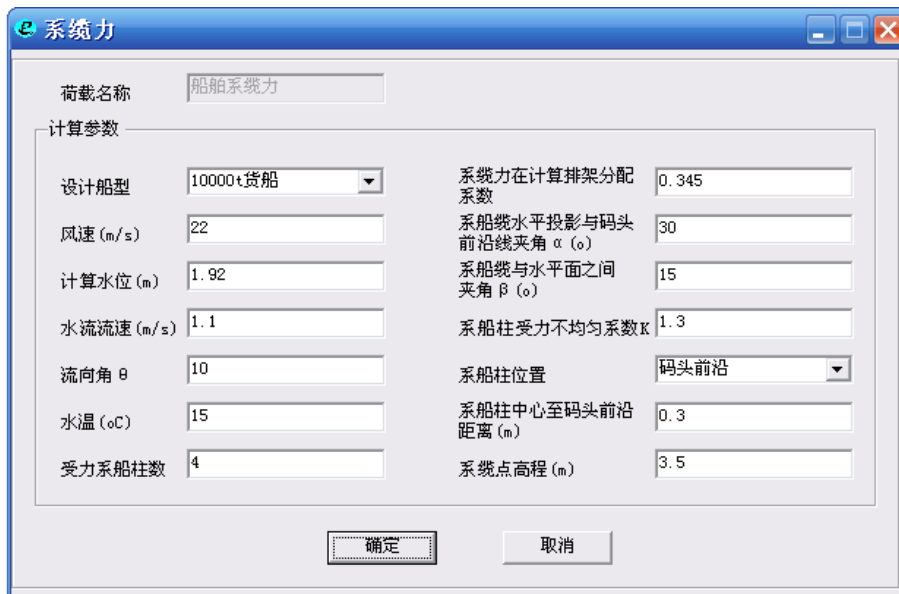 系缆力
荷载名称 船舶系缆力
计算参数
设计船型 10000t货船
风速(m/s) 22
计算水位(m) 1.92
水流流速(m/s) 1.1
流向角θ 10
水温(oC) 15
受力系船柱数 4
系缆力在计算排架分配
系数 0.345
系船缆水平投影与码头
前沿线夹角α(o) 30
系船缆与水平面之间
夹角β(o) 15
系船柱受力不均匀系数K 1.3
系船柱位置 码头前沿
系船柱中心至码头前沿
距离(m) 0.3
系缆点高程(m) 3.5
确定 取消